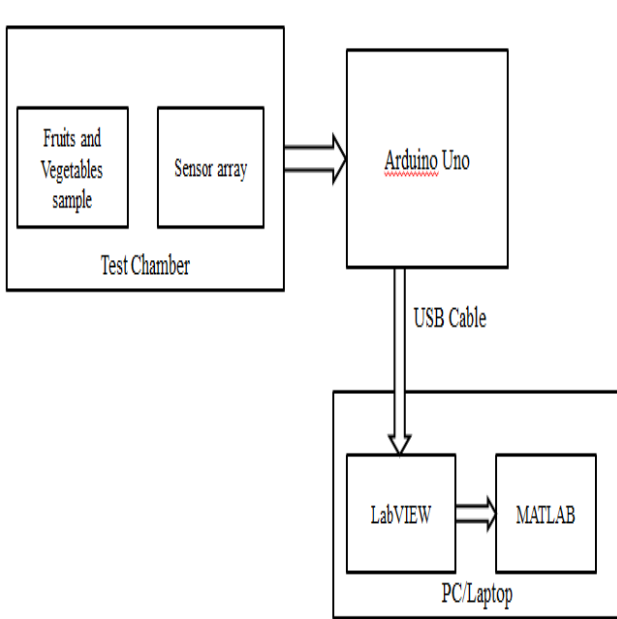 Fruits and
Vegetables
sample
Sensor array
Test Chamber
Arduino Uno
USB Cable
LabVIEW
MATLAB
PC/Laptop